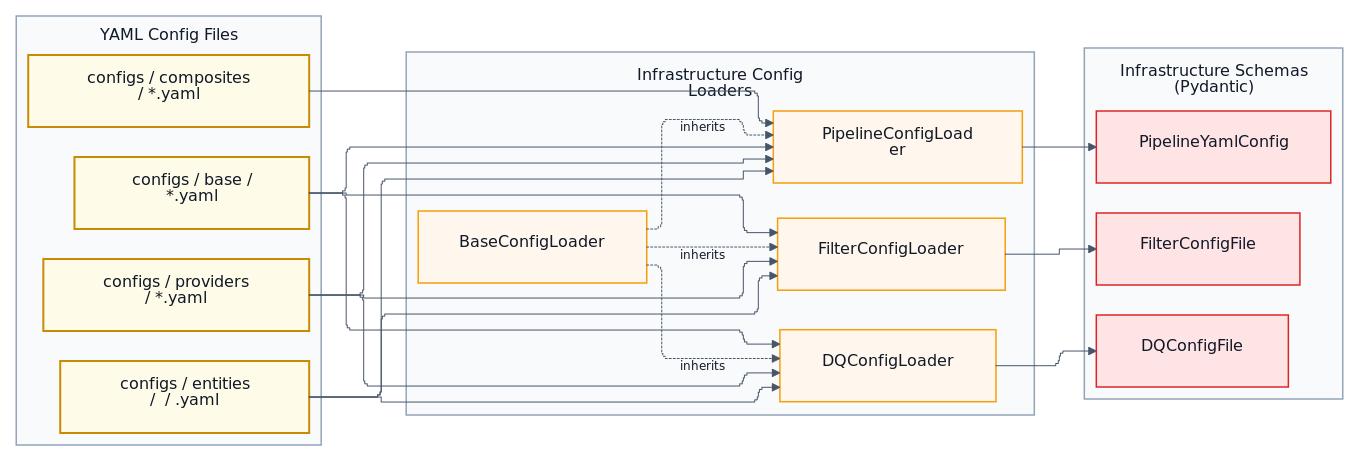 YAML Config Files
configs / composites
/ *.yaml
configs / base /
*.yaml
configs / providers
/ *.yaml
configs / entities
/  / .yaml
Infrastructure Config
Loaders
BaseConfigLoader
inherits
inherits
inherits
PipelineConfigLoad
er
FilterConfigLoader
DQConfigLoader
Infrastructure Schemas
(Pydantic)
PipelineYamlConfig
FilterConfigFile
DQConfigFile